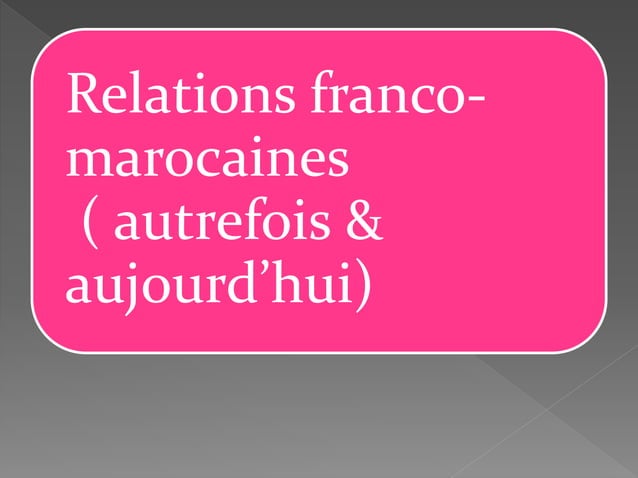 Relations franco-
marocaines
( autrefois &
aujourd’hui)